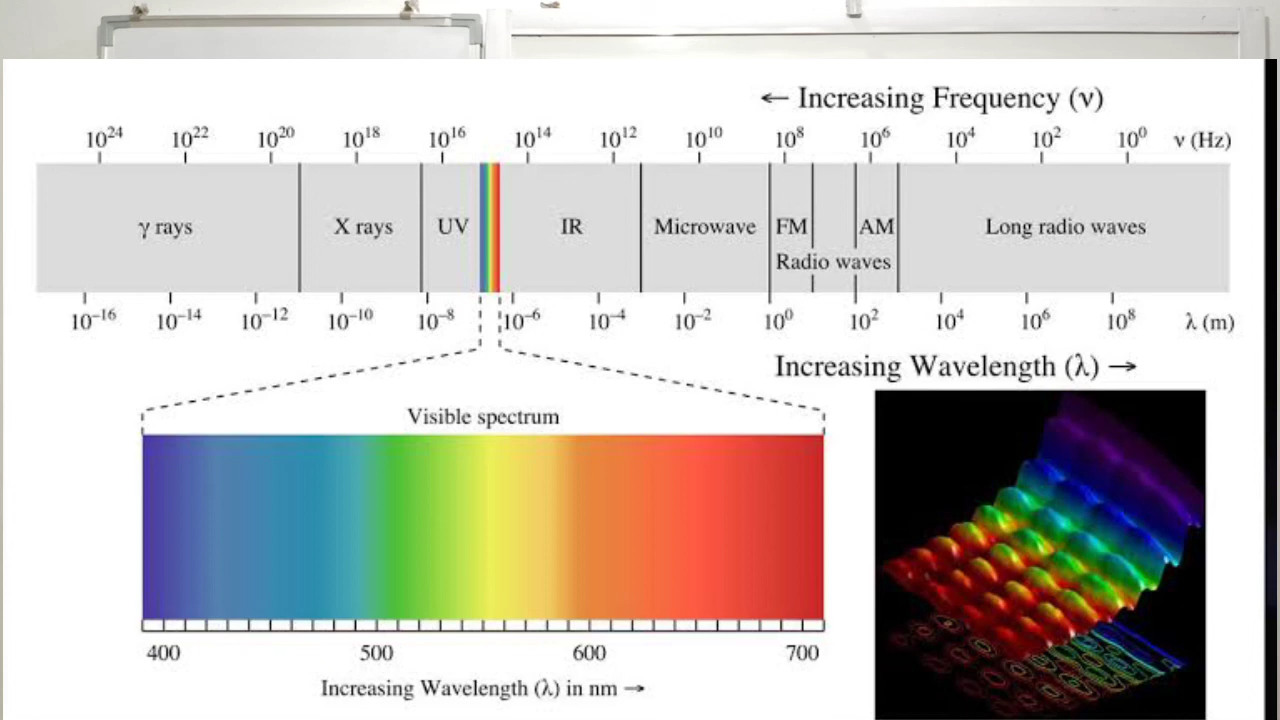 ← Increasing Frequency (ν)
10²⁴ 10²² 10²⁰ 10¹⁸ 10¹⁶ 10¹⁴ 10¹² 10¹⁰ 10⁸ 10⁶ 10⁴ 10² 10⁰ ν (Hz)
γ rays X rays UV IR Microwave FM AM Long radio waves
Radio waves
10⁻¹⁶ 10⁻¹⁴ 10⁻¹² 10⁻¹⁰ 10⁻⁸ 10⁻⁶ 10⁻⁴ 10⁻² 10⁰ 10² 10⁴ 10⁶ 10⁸ λ (m)
Increasing Wavelength (λ) →
Visible spectrum
400 500 600 700
Increasing Wavelength (λ) in nm →